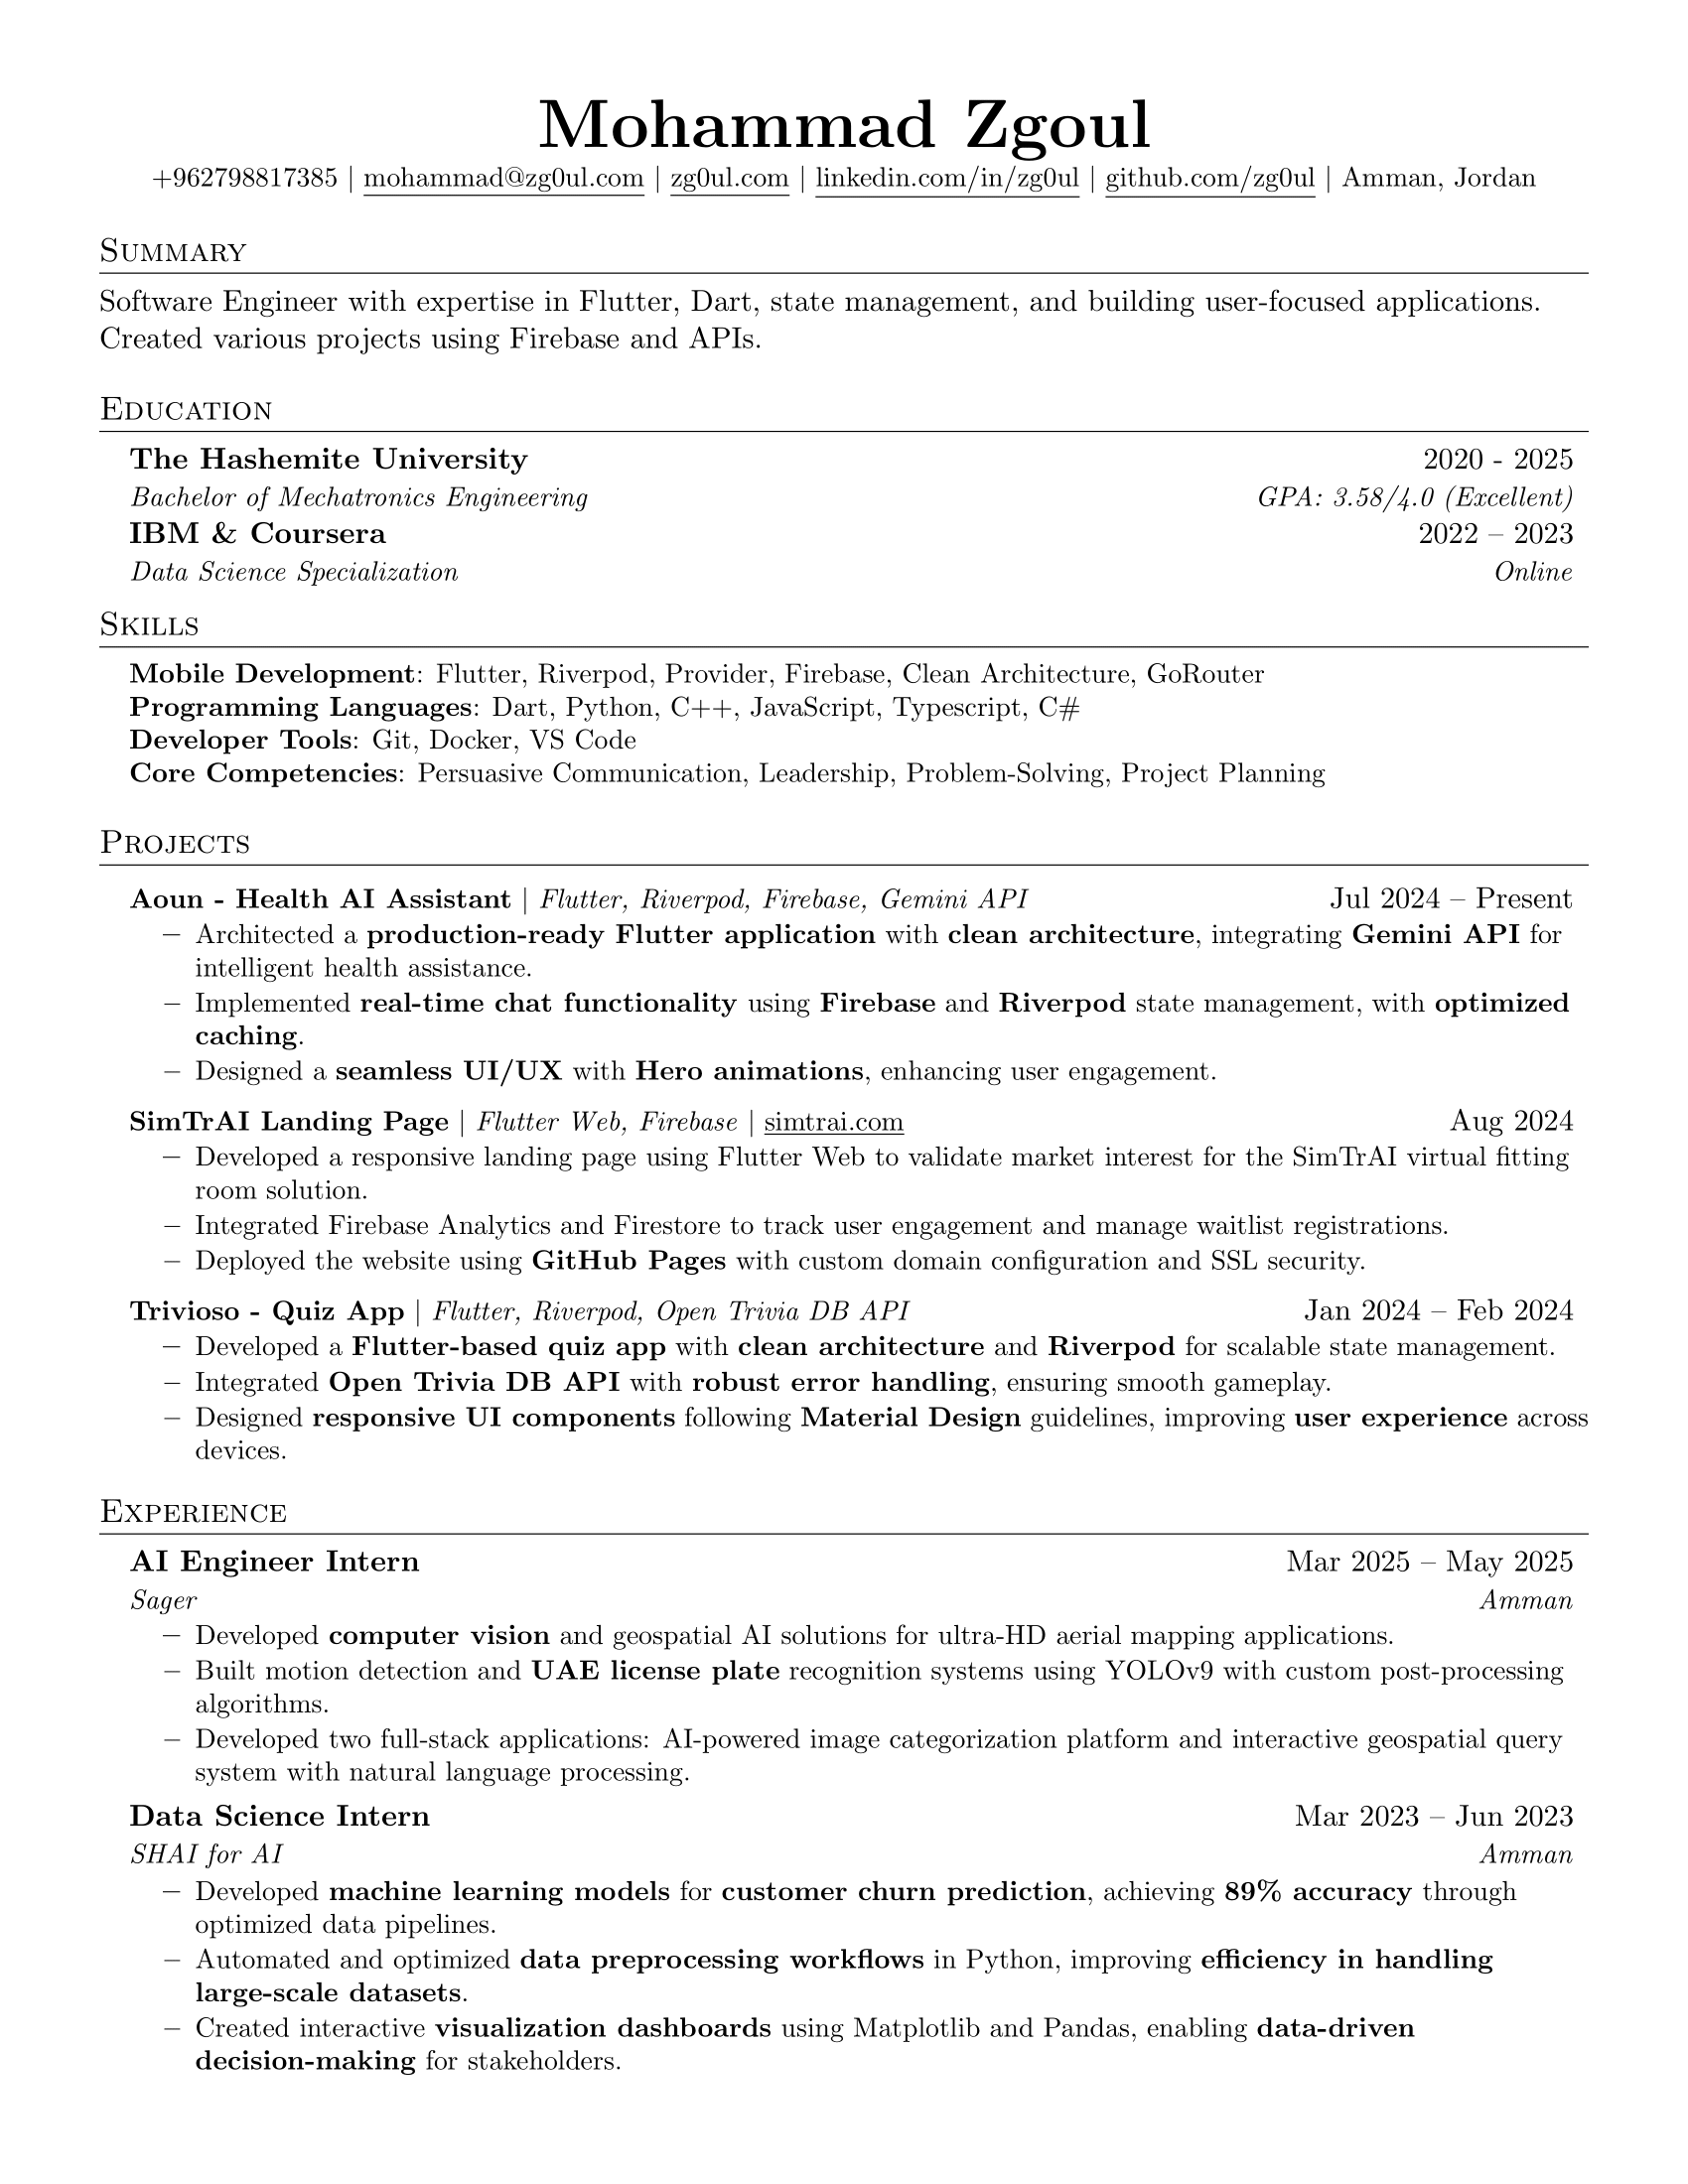 Mohammad Zgoul
+962798817385 | mohammad@zg0ul.com | zg0ul.com | linkedin.com/in/zg0ul | github.com/zg0ul | Amman, Jordan
Summary
Software Engineer with expertise in Flutter, Dart, state management, and building user-focused applications.
Created various projects using Firebase and APIs.
Education
The Hashemite University 2020 - 2025
Bachelor of Mechatronics Engineering GPA: 3.58/4.0 (Excellent)
IBM & Coursera 2022 – 2023
Data Science Specialization Online
Skills
Mobile Development: Flutter, Riverpod, Provider, Firebase, Clean Architecture, GoRouter
Programming Languages: Dart, Python, C++, JavaScript, Typescript, C#
Developer Tools: Git, Docker, VS Code
Core Competencies: Persuasive Communication, Leadership, Problem-Solving, Project Planning
Projects
Aoun - Health AI Assistant | Flutter, Riverpod, Firebase, Gemini API Jul 2024 – Present
– Architected a production-ready Flutter application with clean architecture, integrating Gemini API for
intelligent health assistance.
– Implemented real-time chat functionality using Firebase and Riverpod state management, with optimized
caching.
– Designed a seamless UI/UX with Hero animations, enhancing user engagement.
SimTrAI Landing Page | Flutter Web, Firebase | simtrai.com Aug 2024
– Developed a responsive landing page using Flutter Web to validate market interest for the SimTrAI virtual fitting
room solution.
– Integrated Firebase Analytics and Firestore to track user engagement and manage waitlist registrations.
– Deployed the website using GitHub Pages with custom domain configuration and SSL security.
Trivioso - Quiz App | Flutter, Riverpod, Open Trivia DB API Jan 2024 – Feb 2024
– Developed a Flutter-based quiz app with clean architecture and Riverpod for scalable state management.
– Integrated Open Trivia DB API with robust error handling, ensuring smooth gameplay.
– Designed responsive UI components following Material Design guidelines, improving user experience across
devices.
Experience
AI Engineer Intern Mar 2025 – May 2025
Sager Amman
– Developed computer vision and geospatial AI solutions for ultra-HD aerial mapping applications.
– Built motion detection and UAE license plate recognition systems using YOLOv9 with custom post-processing
algorithms.
– Developed two full-stack applications: AI-powered image categorization platform and interactive geospatial query
system with natural language processing.
Data Science Intern Mar 2023 – Jun 2023
SHAI for AI Amman
– Developed machine learning models for customer churn prediction, achieving 89% accuracy through
optimized data pipelines.
– Automated and optimized data preprocessing workflows in Python, improving efficiency in handling
large-scale datasets.
– Created interactive visualization dashboards using Matplotlib and Pandas, enabling data-driven
decision-making for stakeholders.